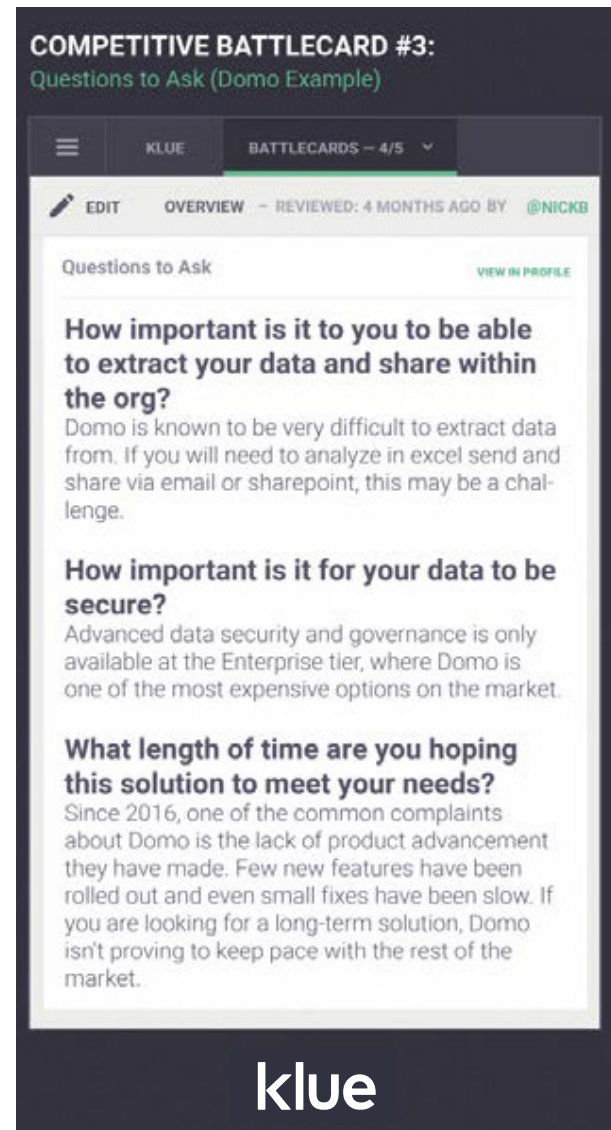 COMPETITIVE BATTLECARD #3:
Questions to Ask (Domo Example)
KLUE
BATTLECARDS – 4/5
EDIT
OVERVIEW – REVIEWED: 4 MONTHS AGO BY @NICKB
Questions to Ask
VIEW IN PROFILE
How important is it to you to be able
to extract your data and share within
the org?
Domo is known to be very difficult to extract data
from. If you will need to analyze in excel send and
share via email or sharepoint, this may be a chal-
lenge.
How important is it for your data to be
secure?
Advanced data security and governance is only
available at the Enterprise tier, where Domo is
one of the most expensive options on the market.
What length of time are you hoping
this solution to meet your needs?
Since 2016, one of the common complaints
about Domo is the lack of product advancement
they have made. Few new features have been
rolled out and even small fixes have been slow. If
you are looking for a long-term solution, Domo
isn't proving to keep pace with the rest of the
market.
klue